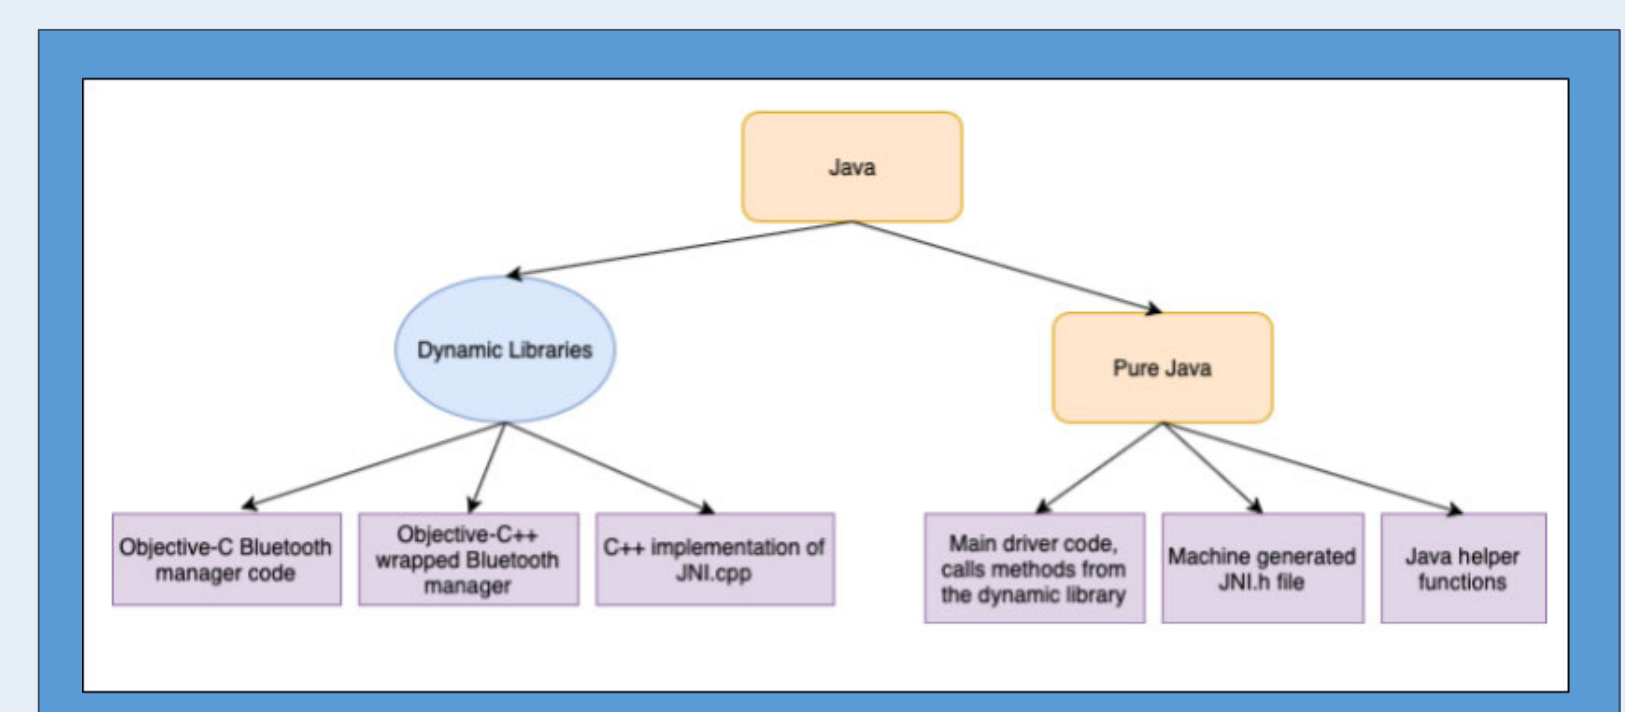 Java
Dynamic Libraries
Pure Java
Objective-C Bluetooth
manager code
Objective-C++
wrapped Bluetooth
manager
C++ implementation of
JNI.cpp
Main driver code,
calls methods from
the dynamic library
Machine generated
JNI.h file
Java helper
functions